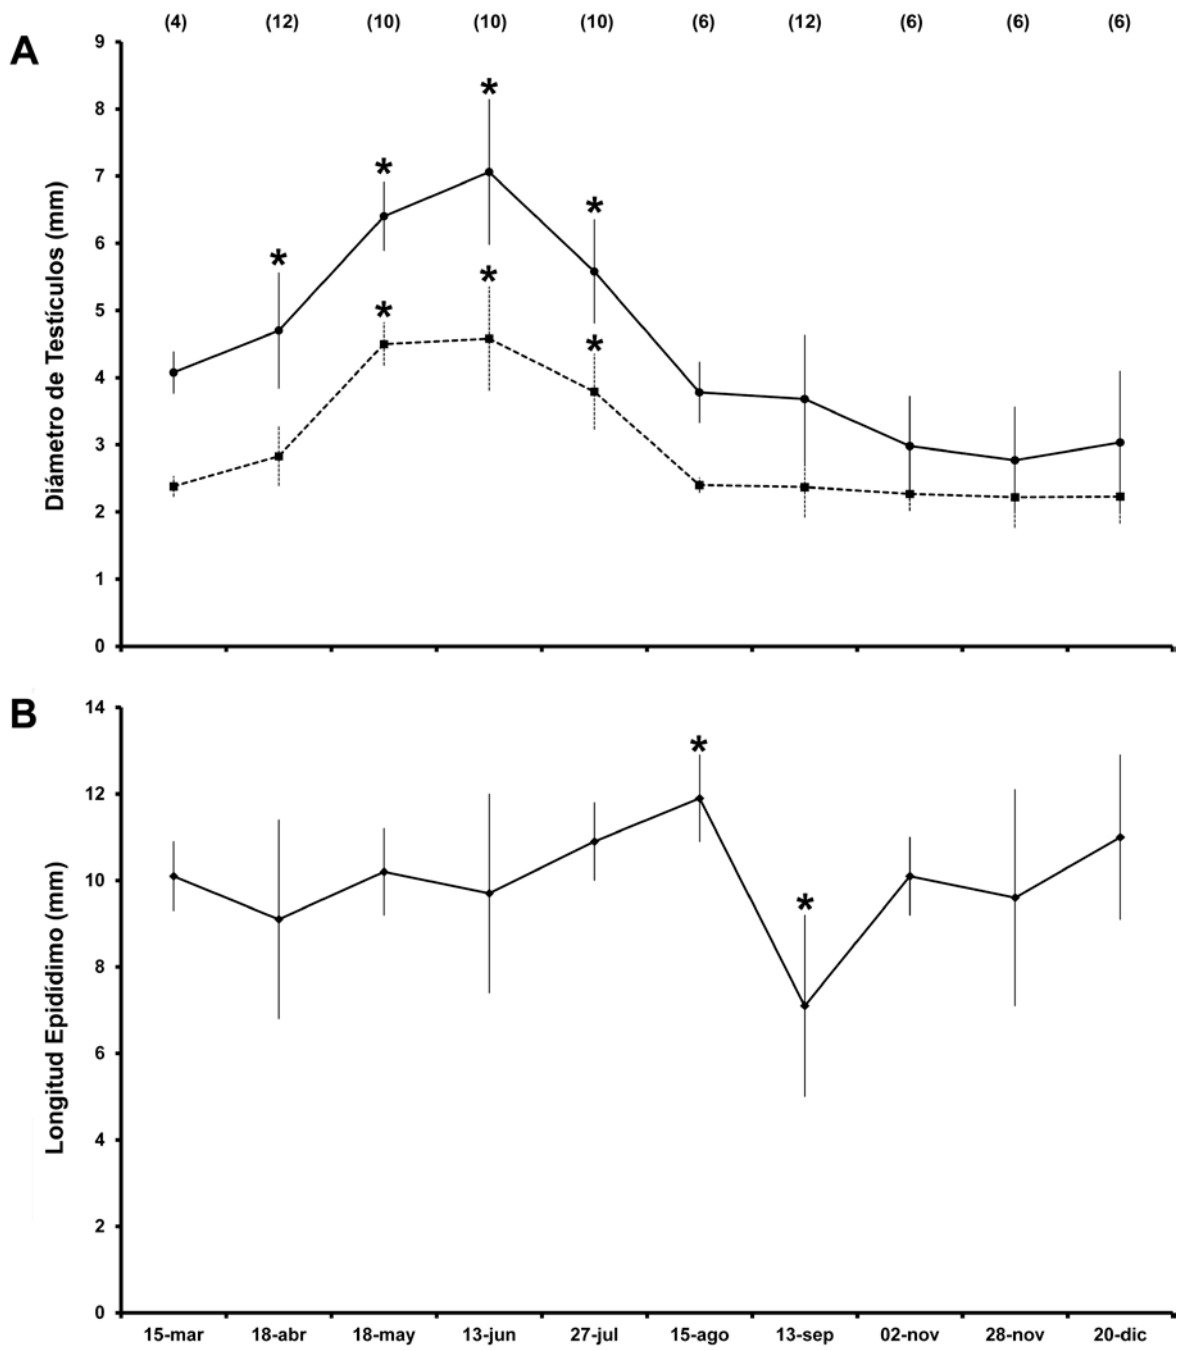 (4) (12) (10) (10) (10) (6) (12) (6) (6) (6)
A
Diámetro de Testículos (mm)
9
8
7
6
5
4
3
2
1
0
* * * *
* * *
B
Longitud Epidídimo (mm)
14
12
10
8
6
4
2
0
* *
15-mar 18-abr 18-may 13-jun 27-jul 15-ago 13-sep 02-nov 28-nov 20-dic